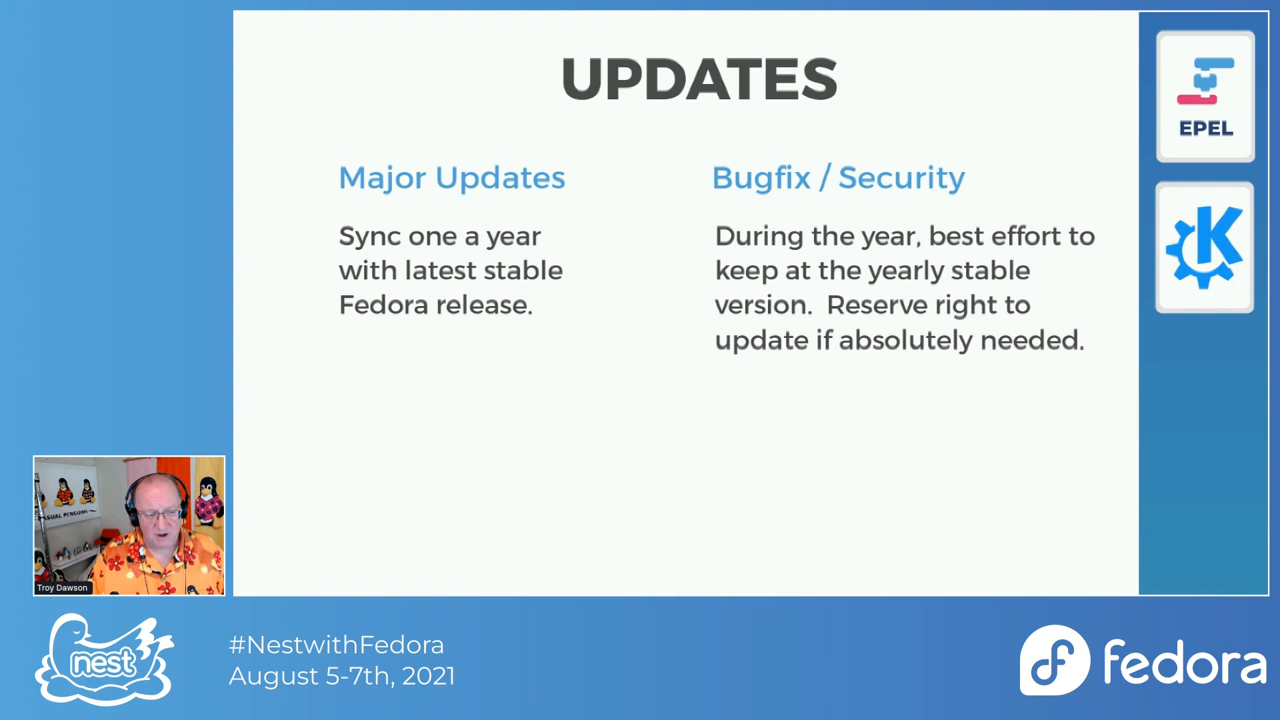 UPDATES
Major Updates
Sync one a year
with latest stable
Fedora release.
Bugfix / Security
During the year, best effort to
keep at the yearly stable
version.  Reserve right to
update if absolutely needed.
EPEL
K
Troy Dawson
nest
#NestwithFedora
August 5-7th, 2021
fedora